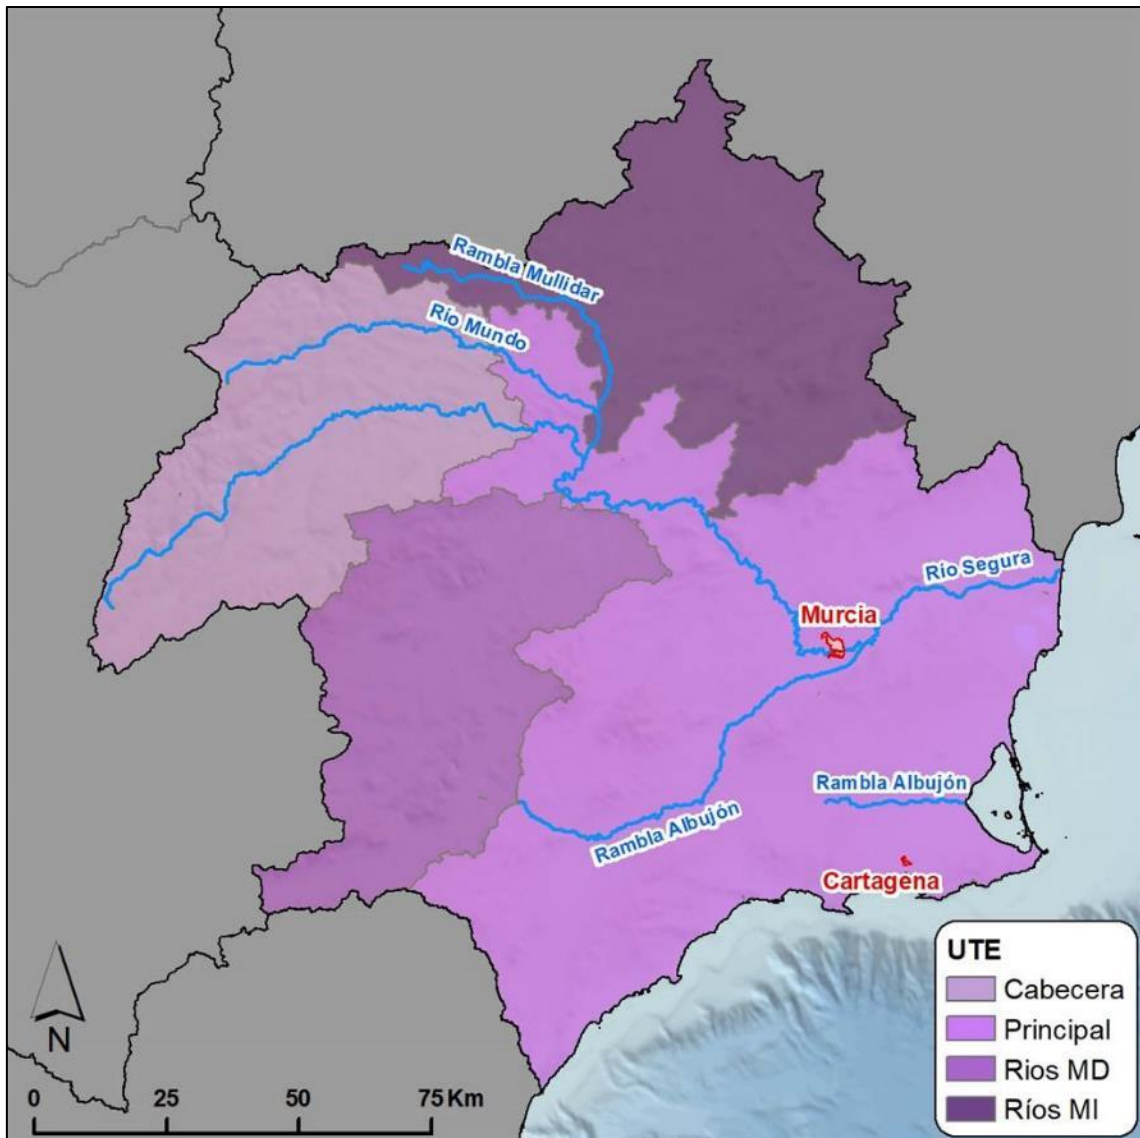 Rambla Mullidar
Río Mundo
Río Segura
Murcia
Rambla Albujón
Rambla Albujón
Cartagena
UTE
Cabecera
Principal
Rios MD
Ríos MI
N
0 25 50 75 Km